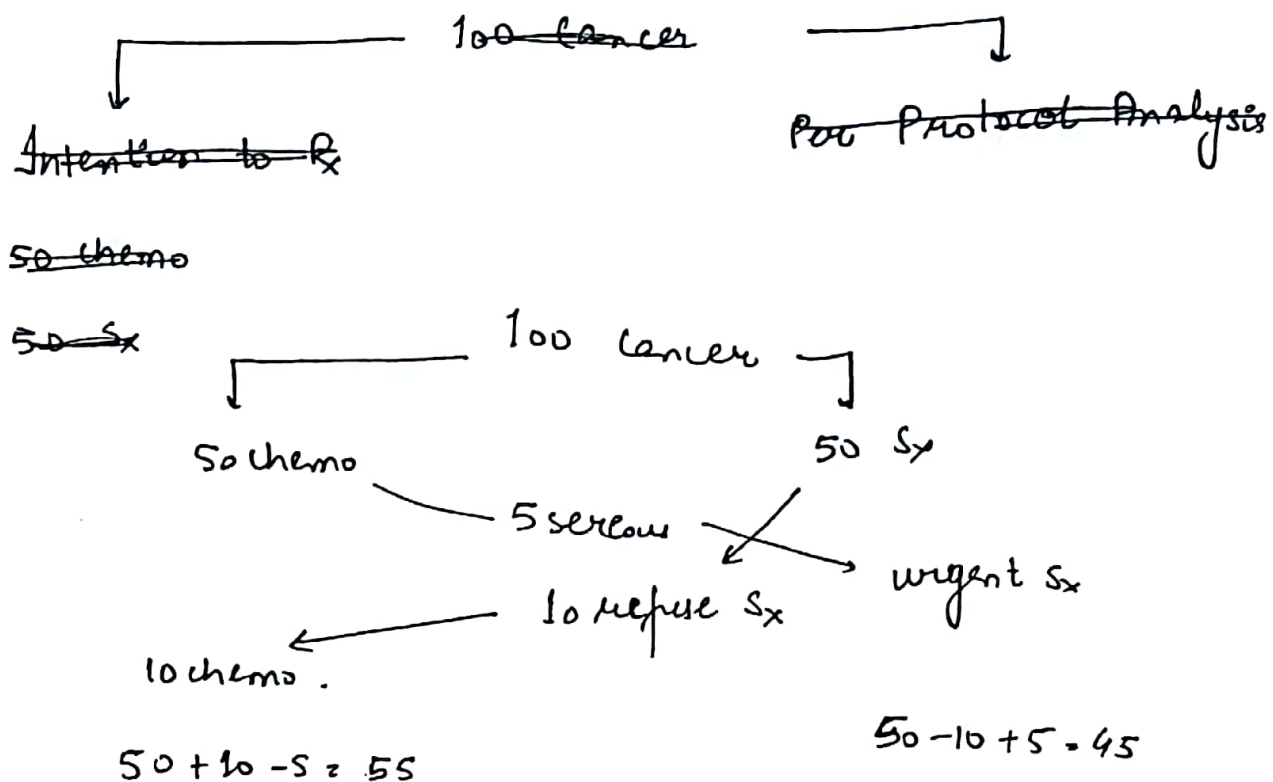 100 Cancer
Intention to Rx
Per Protocol Analysis
50 chemo
50 Sx
100 Cancer
50 chemo
50 Sx
5 serious
urgent Sx
10 refuse Sx
10 chemo.
50 - 10 + 5 = 45
50 + 10 - 5 = 55